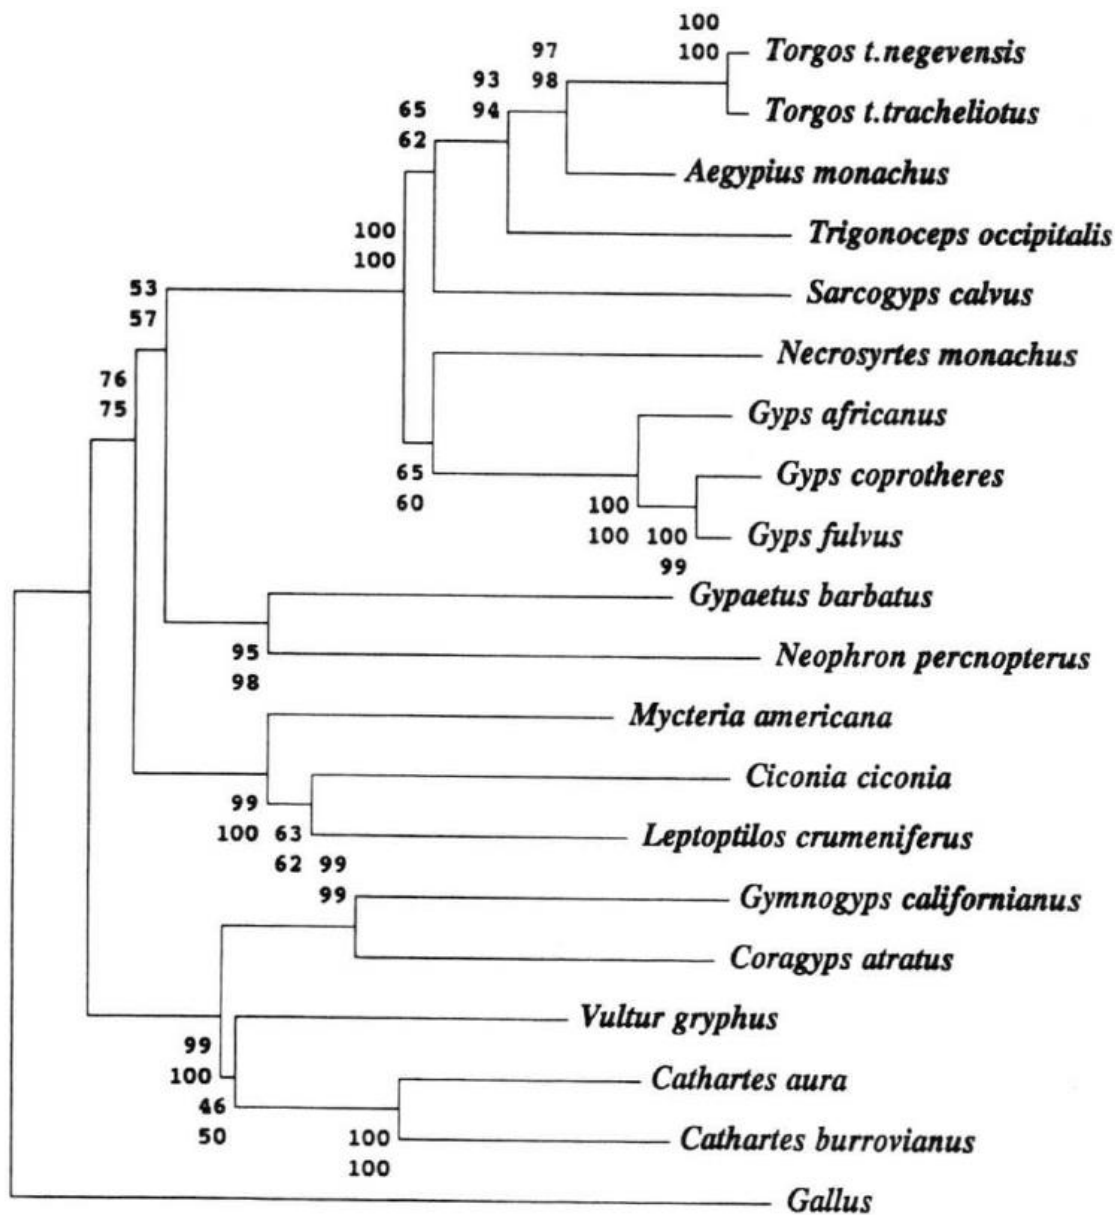 100
100 Torgos t.negevensis
97
98
93
94 Torgos t.tracheliotus
65
62
Aegypius monachus
100
100
Trigonoceps occipitalis
53
57
Sarcogyps calvus
76
75
Necrosyrtes monachus
Gyps africanus
65
60
Gyps coprotheres
100
100
100
99
Gyps fulvus
Gypaetus barbatus
95
98
Neophron percnopterus
Mycteria americana
Ciconia ciconia
99
100
63
62
Leptoptilos crumeniferus
99
99
Gymnogyps californianus
Coragyps atratus
Vultur gryphus
99
100
Cathartes aura
46
50
100
100
Cathartes burrovianus
Gallus